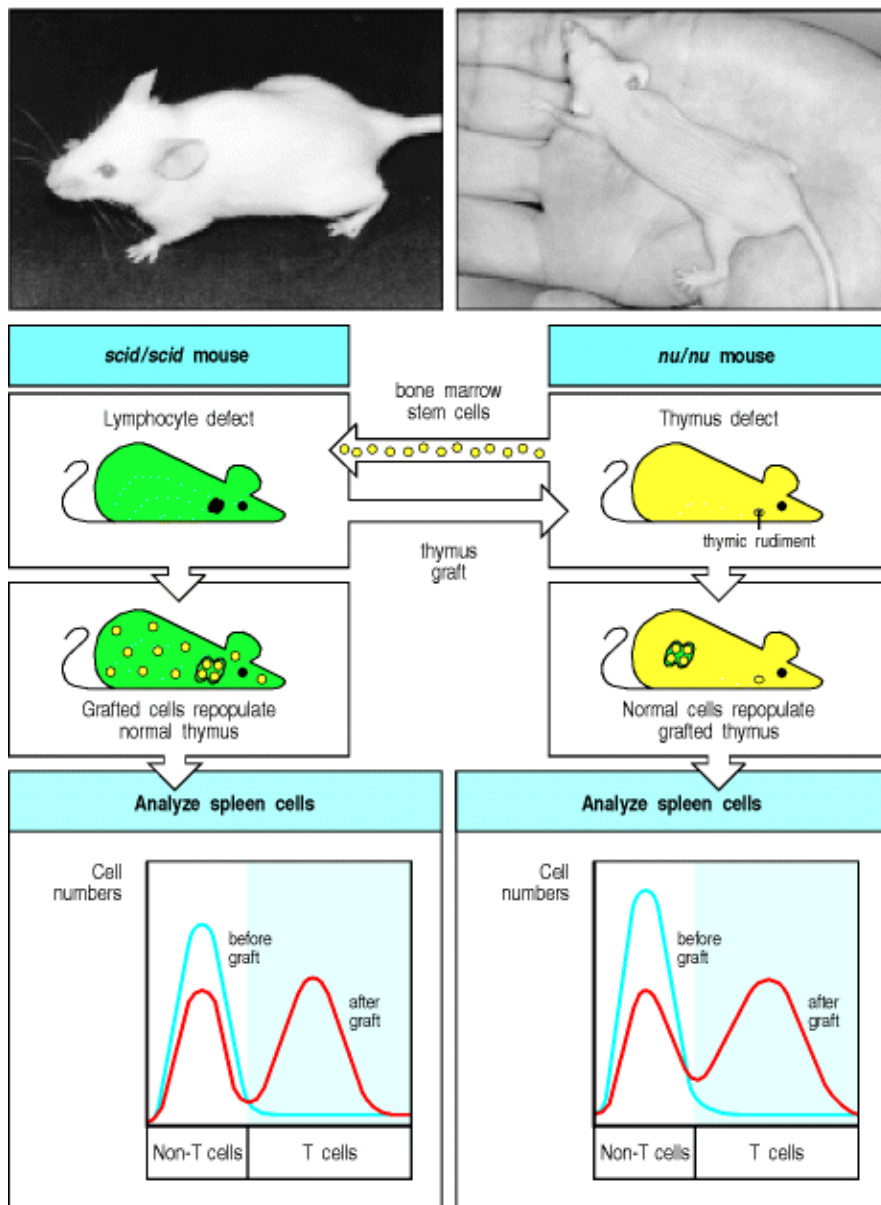 scid/scid mouse
nu/nu mouse
bone marrow
stem cells
Lymphocyte defect
Thymus defect
thymic rudiment
thymus
graft
Grafted cells repopulate
normal thymus
Normal cells repopulate
grafted thymus
Analyze spleen cells
Cell
numbers
before
graft
after
graft
Non-T cells
T cells
Analyze spleen cells
Cell
numbers
before
graft
after
graft
Non-T cells
T cells